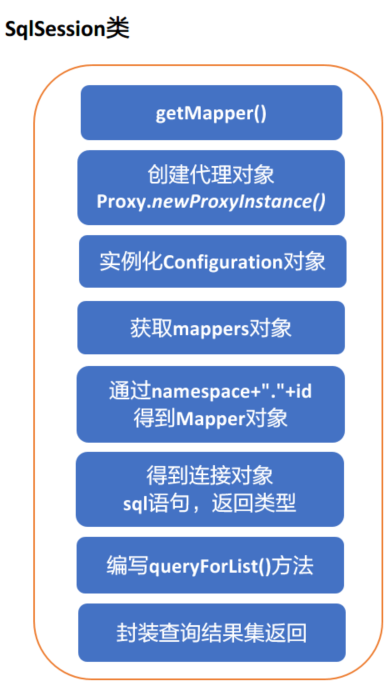 SqlSession类
getMapper()
创建代理对象
Proxy.newProxyInstance()
实例化Configuration对象
获取mappers对象
通过namespace+"."+id
得到Mapper对象
得到连接对象
sql语句，返回类型
编写queryForList()方法
封装查询结果集返回